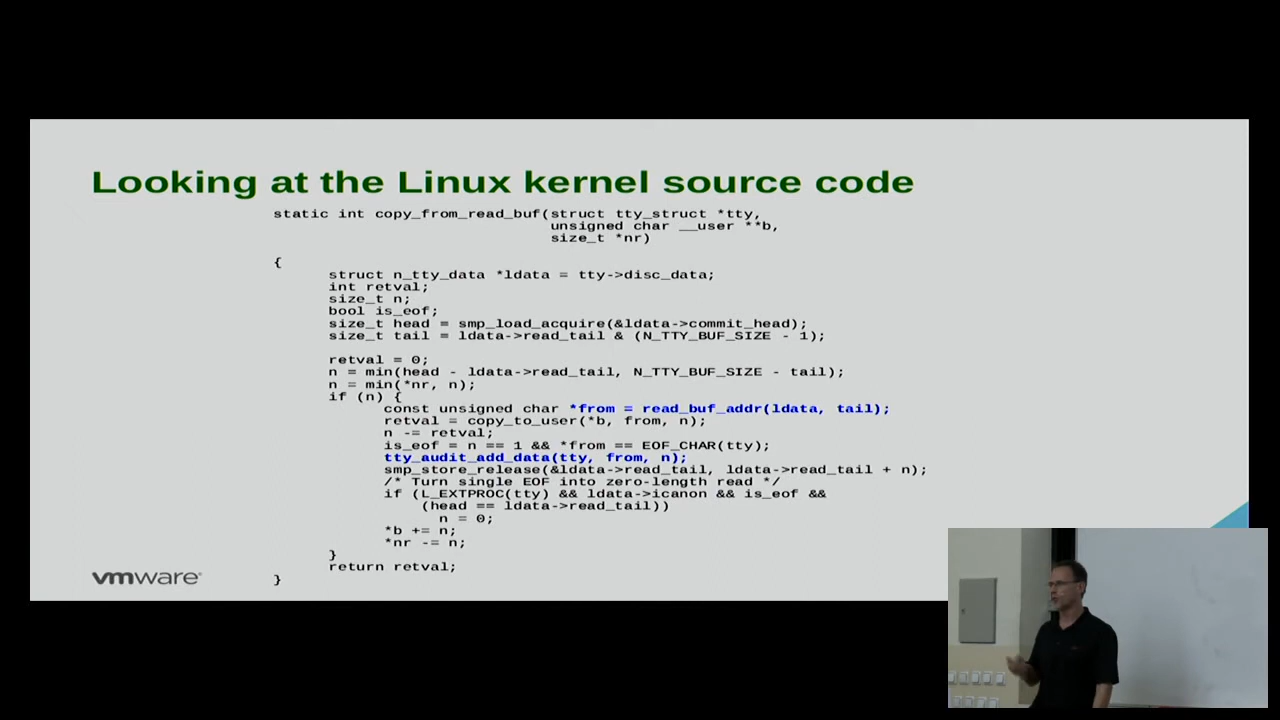 Looking at the Linux kernel source code
static int copy_from_read_buf(struct tty_struct *tty,
unsigned char __user **b,
size_t *nr)
{
struct n_tty_data *ldata = tty->disc_data;
int retval;
size_t n;
bool is_eof;
size_t head = smp_load_acquire(&ldata->commit_head);
size_t tail = ldata->read_tail & (N_TTY_BUF_SIZE - 1);
retval = 0;
n = min(head - ldata->read_tail, N_TTY_BUF_SIZE - tail);
n = min(*nr, n);
if (n) {
const unsigned char *from = read_buf_addr(ldata, tail);
retval = copy_to_user(*b, from, n);
n -= retval;
is_eof = n == 1 && *from == EOF_CHAR(tty);
tty_audit_add_data(tty, from, n);
smp_store_release(&ldata->read_tail, ldata->read_tail + n);
/* Turn single EOF into zero-length read */
if (L_EXTPROC(tty) && ldata->icanon && is_eof &&
(head == ldata->read_tail))
n = 0;
*b += n;
*nr -= n;
}
return retval;
}
vmware